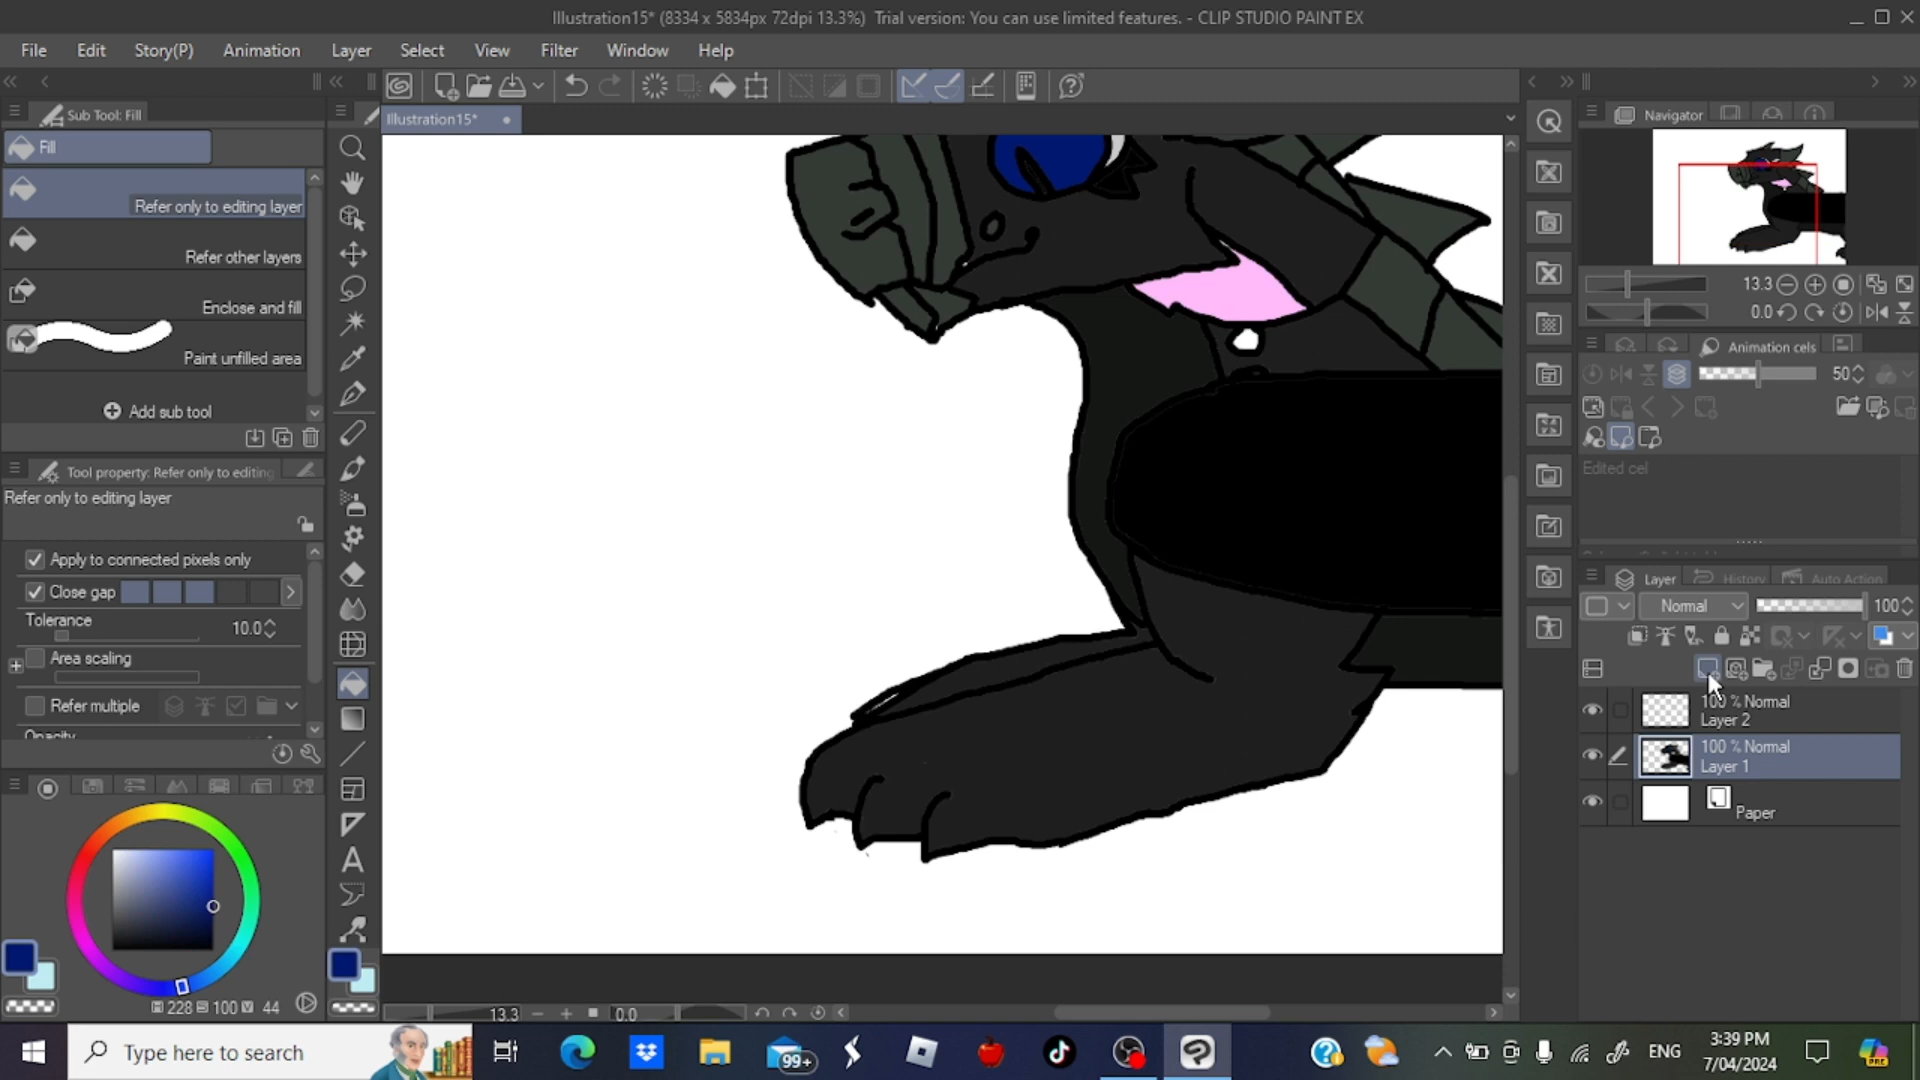 Illustration15* (8334 x 5834px 72dpi 13.3%)  Trial version: You can use limited features. - CLIP STUDIO PAINT EX
File
Edit
Story(P)
Animation
Layer
Select
View
Filter
Window
Help
Sub Tool: Fill
Illustration15*
Navigator
Fill
Refer only to editing layer
Refer other layers
Enclose and fill
Paint unfilled area
Add sub tool
13.3
0.0
Animation cels
50
Edited cel
Tool property: Refer only to editing
Refer only to editing layer
Apply to connected pixels only
Close gap
Tolerance
10.0
Area scaling
Refer multiple
Opacity
Layer
History
Auto Action
Normal
100
100 % Normal
Layer 2
100 % Normal
Layer 1
Paper
228
100
44
13.3
0.0
Type here to search
99+
ENG
3:39 PM
7/04/2024
PRE